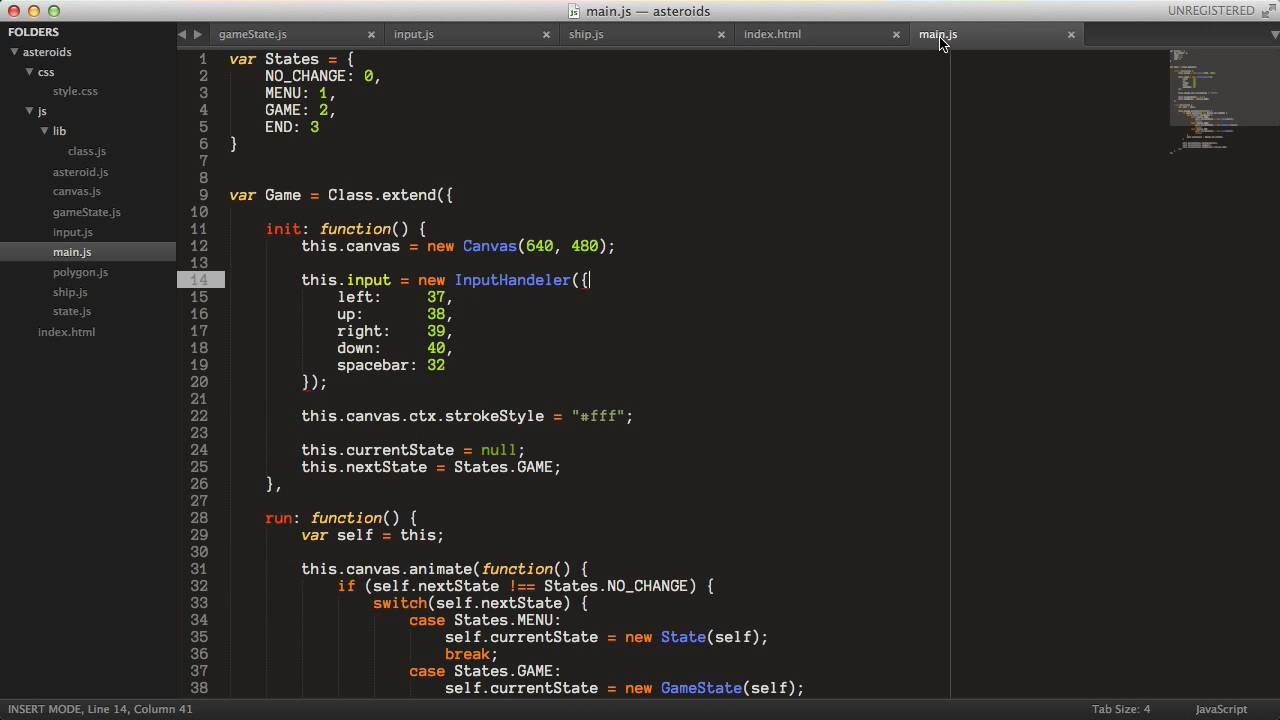 main.js — asteroids
UNREGISTERED
FOLDERS
asteroids
css
style.css
js
lib
class.js
asteroid.js
canvas.js
gameState.js
input.js
main.js
polygon.js
ship.js
state.js
index.html
gameState.js × input.js × ship.js × index.html × main.js ×
1 var States = {
2     NO_CHANGE: 0,
3     MENU: 1,
4     GAME: 2,
5     END: 3
6 }
7
8
9 var Game = Class.extend({
10
11     init: function() {
12         this.canvas = new Canvas(640, 480);
13
14         this.input = new InputHandeler({
15             left:     37,
16             up:       38,
17             right:    39,
18             down:     40,
19             spacebar: 32
20         });
21
22         this.canvas.ctx.strokeStyle = "#fff";
23
24         this.currentState = null;
25         this.nextState = States.GAME;
26     },
27
28     run: function() {
29         var self = this;
30
31         this.canvas.animate(function() {
32             if (self.nextState !== States.NO_CHANGE) {
33                 switch(self.nextState) {
34                     case States.MENU:
35                         self.currentState = new State(self);
36                         break;
37                     case States.GAME:
38                         self.currentState = new GameState(self);
INSERT MODE, Line 14, Column 41
Tab Size: 4
JavaScript